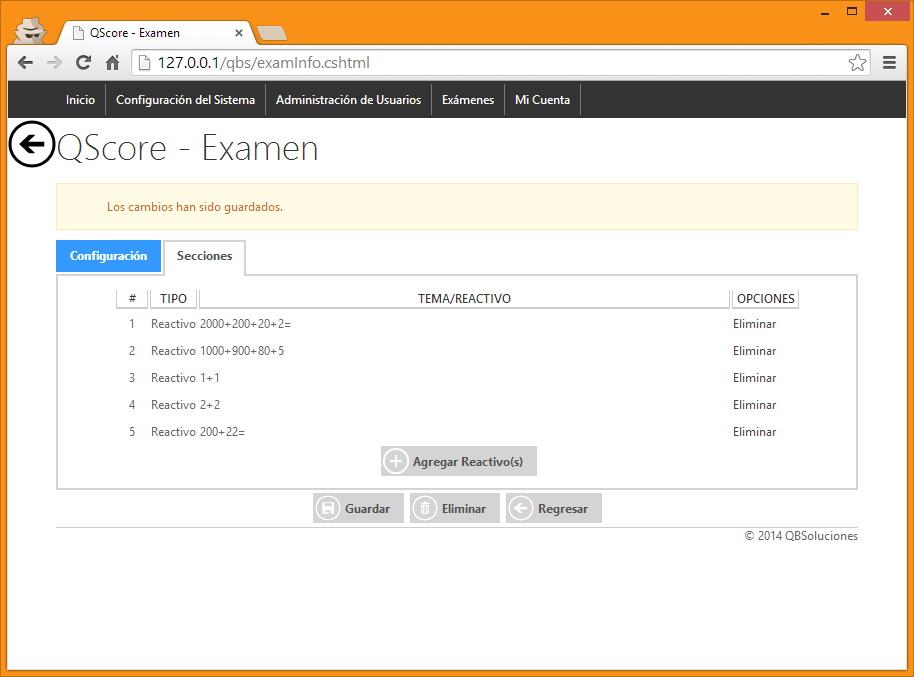 QScore - Examen
127.0.0.1/qbs/examInfo.cshtml
Inicio Configuración del Sistema Administración de Usuarios Exámenes Mi Cuenta
QScore - Examen
Los cambios han sido guardados.
Configuración Secciones
# TIPO TEMA/REACTIVO OPCIONES
1 Reactivo 2000+200+20+2= Eliminar
2 Reactivo 1000+900+80+5 Eliminar
3 Reactivo 1+1 Eliminar
4 Reactivo 2+2 Eliminar
5 Reactivo 200+22= Eliminar
Agregar Reactivo(s)
Guardar Eliminar Regresar
© 2014 QBSoluciones